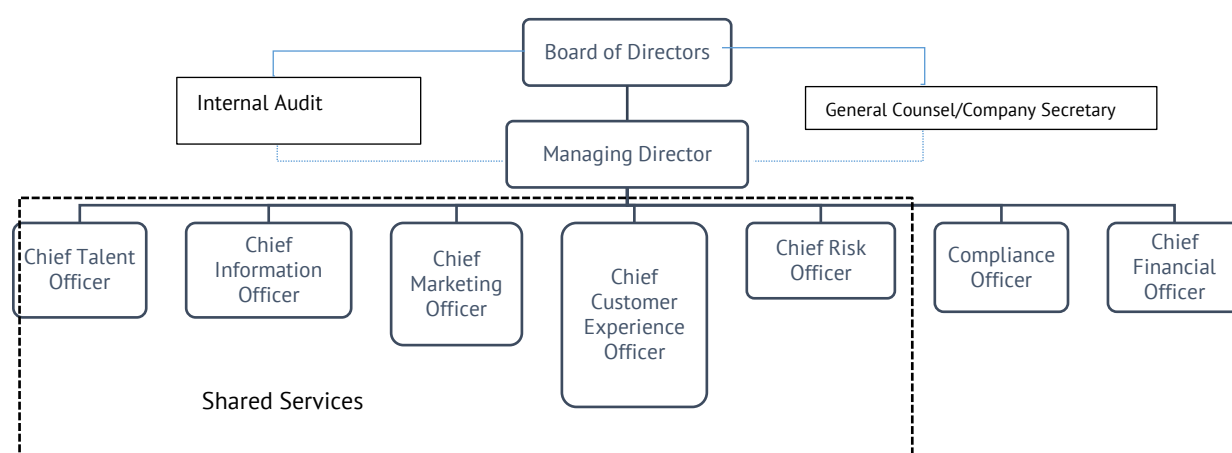 Board of Directors
Internal Audit
General Counsel/Company Secretary
Managing Director
Chief Talent
Officer
Chief
Information
Officer
Chief
Marketing
Officer
Chief
Customer
Experience
Officer
Chief Risk
Officer
Compliance
Officer
Chief
Financial
Officer
Shared Services